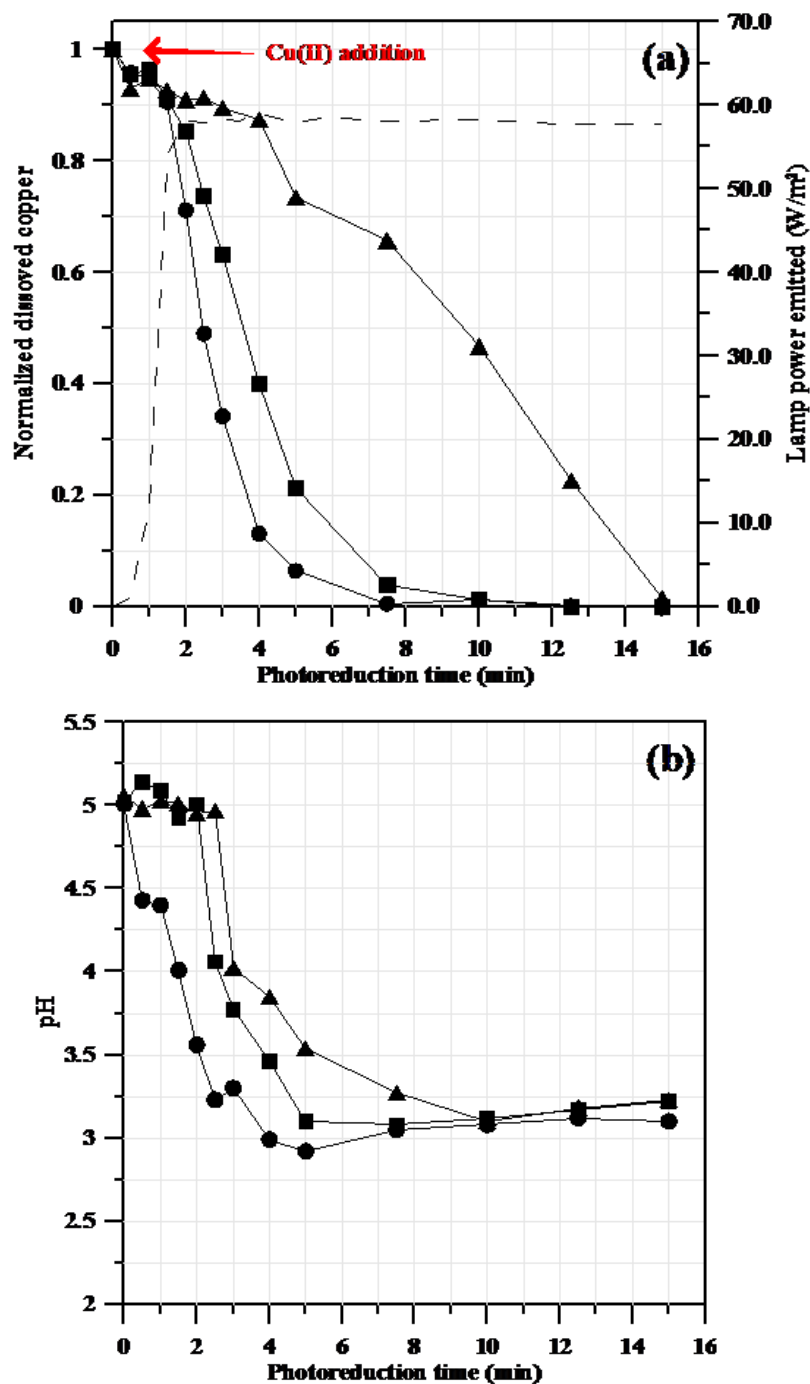 (a)
Cu(II) addition
Normalized dissoved copper
Lamp power emitted (W/m²)
1
0.8
0.6
0.4
0.2
0
70.0
60.0
50.0
40.0
30.0
20.0
10.0
0.0
0 2 4 6 8 10 12 14 16
Photoreduction time (min)
(b)
pH
5.5
5
4.5
4
3.5
3
2.5
2
0 2 4 6 8 10 12 14 16
Photoreduction time (min)